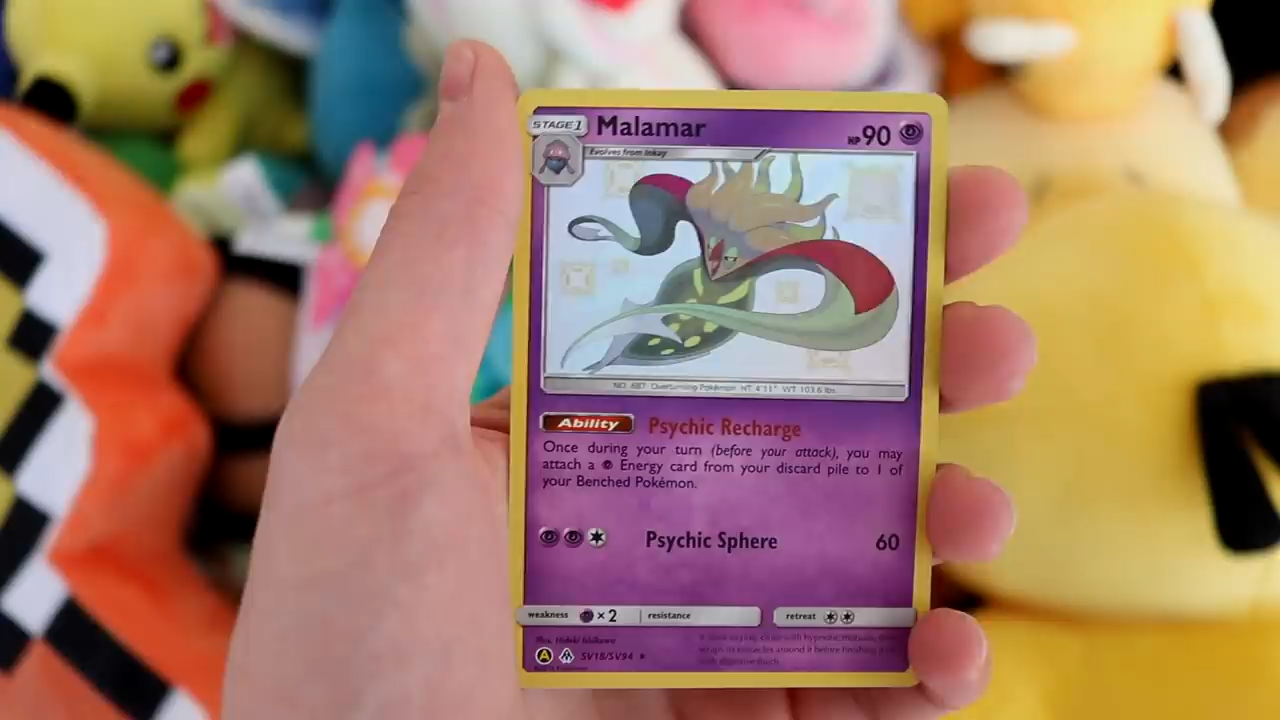 STAGE 1 Malamar HP 90
Evolves from Inkay
NO. 687 Overturning Pokémon HT 4'11" WT 103.6 lbs.
Ability Psychic Recharge
Once during your turn (before your attack), you may
attach a Energy card from your discard pile to 1 of
your Benched Pokémon.
Psychic Sphere 60
weakness ×2 resistance retreat
Illus. Hideki Ishikawa
A SV18/SV94